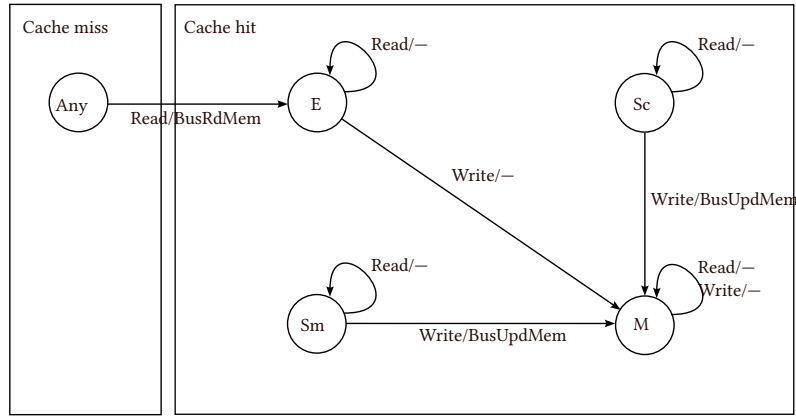 Cache miss
Cache hit
Read/—
Read/—
Any
E
Sc
Read/BusRdMem
Write/—
Write/BusUpdMem
Read/—
Read/—
Write/—
Sm
M
Write/BusUpdMem